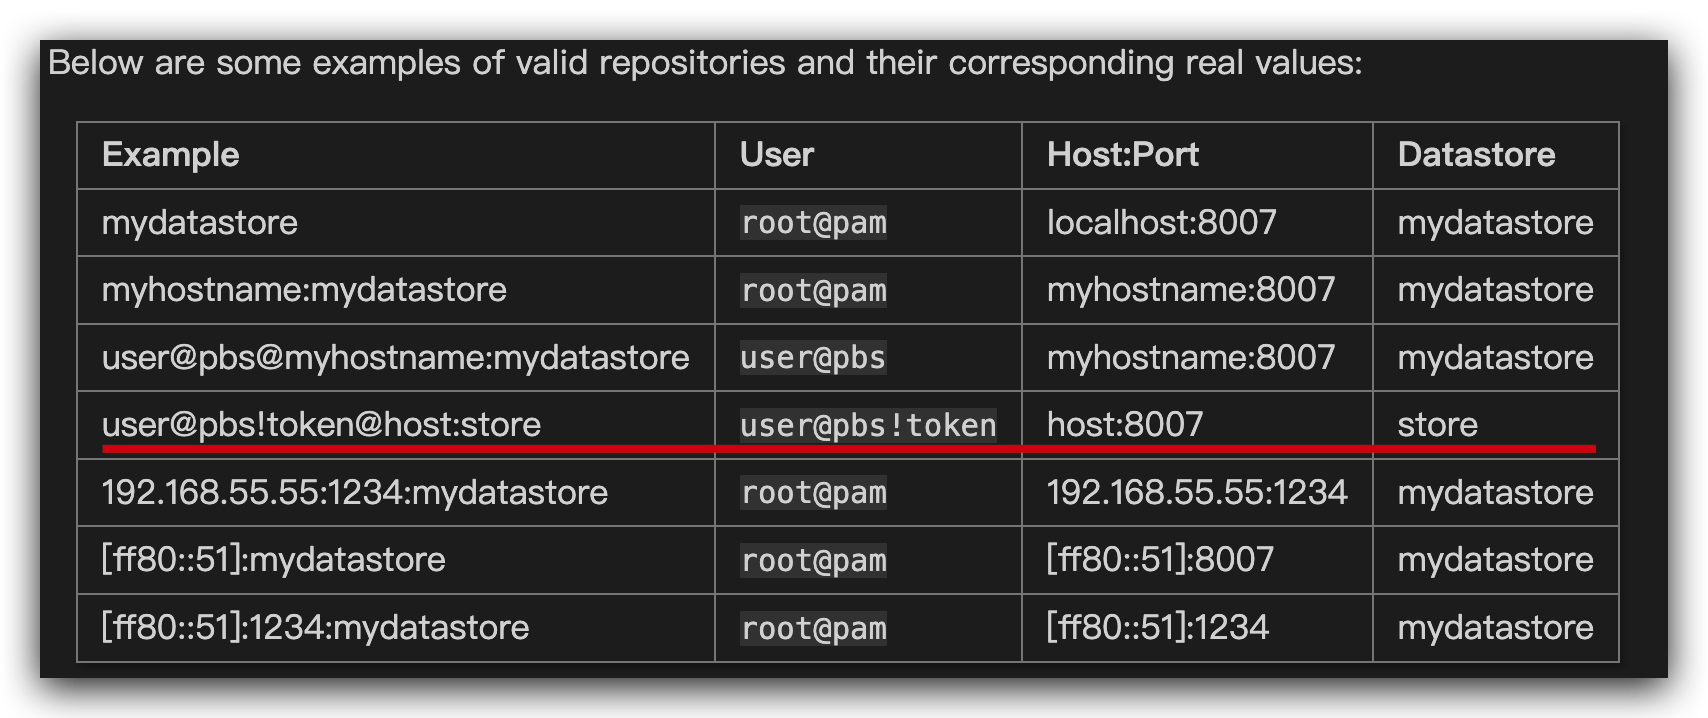 Below are some examples of valid repositories and their corresponding real values:
Example User Host:Port Datastore
mydatastore root@pam localhost:8007 mydatastore
myhostname:mydatastore root@pam myhostname:8007 mydatastore
user@pbs@myhostname:mydatastore user@pbs myhostname:8007 mydatastore
user@pbs!token@host:store user@pbs!token host:8007 store
192.168.55.55:1234:mydatastore root@pam 192.168.55.55:1234 mydatastore
[ff80::51]:mydatastore root@pam [ff80::51]:8007 mydatastore
[ff80::51]:1234:mydatastore root@pam [ff80::51]:1234 mydatastore